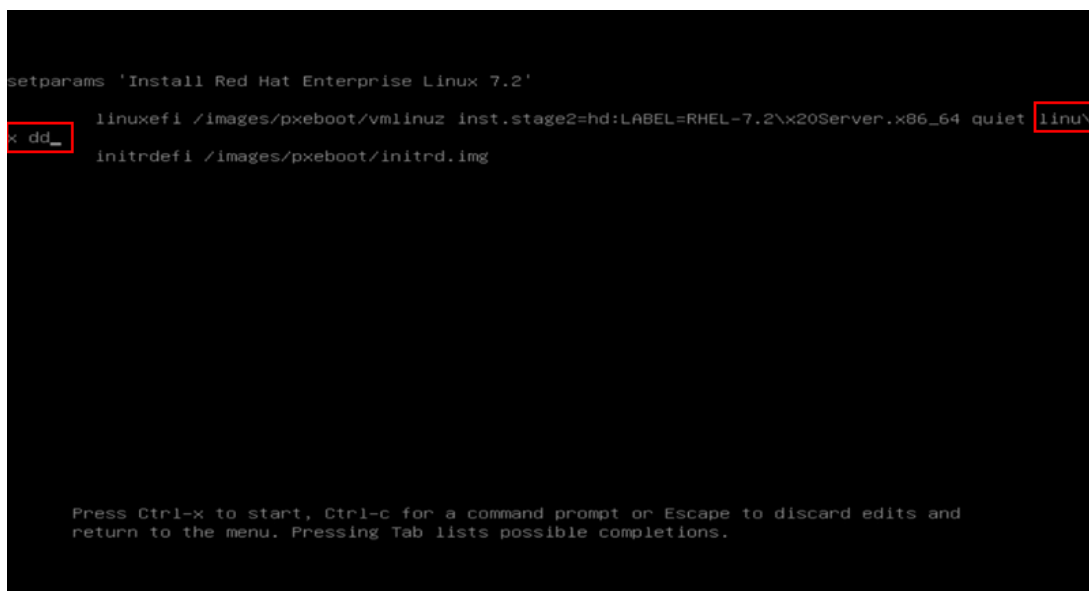 setparams 'Install Red Hat Enterprise Linux 7.2'
linuxefi /images/pxeboot/vmlinuz inst.stage2=hd:LABEL=RHEL-7.2\x20Server.x86_64 quiet linu\
x dd_
initrdefi /images/pxeboot/initrd.img
Press Ctrl-x to start, Ctrl-c for a command prompt or Escape to discard edits and
return to the menu. Pressing Tab lists possible completions.